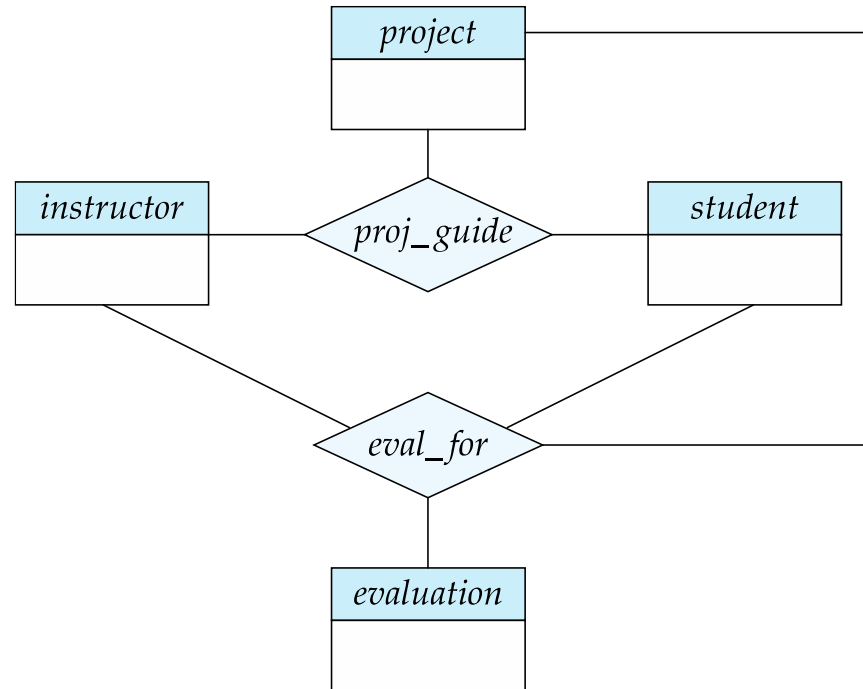 project
instructor
proj_guide
student
eval_for
evaluation